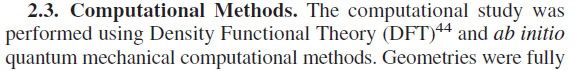 2.3. Computational Methods. The computational study was
performed using Density Functional Theory (DFT)⁴⁴ and ab initio
quantum mechanical computational methods. Geometries were fully